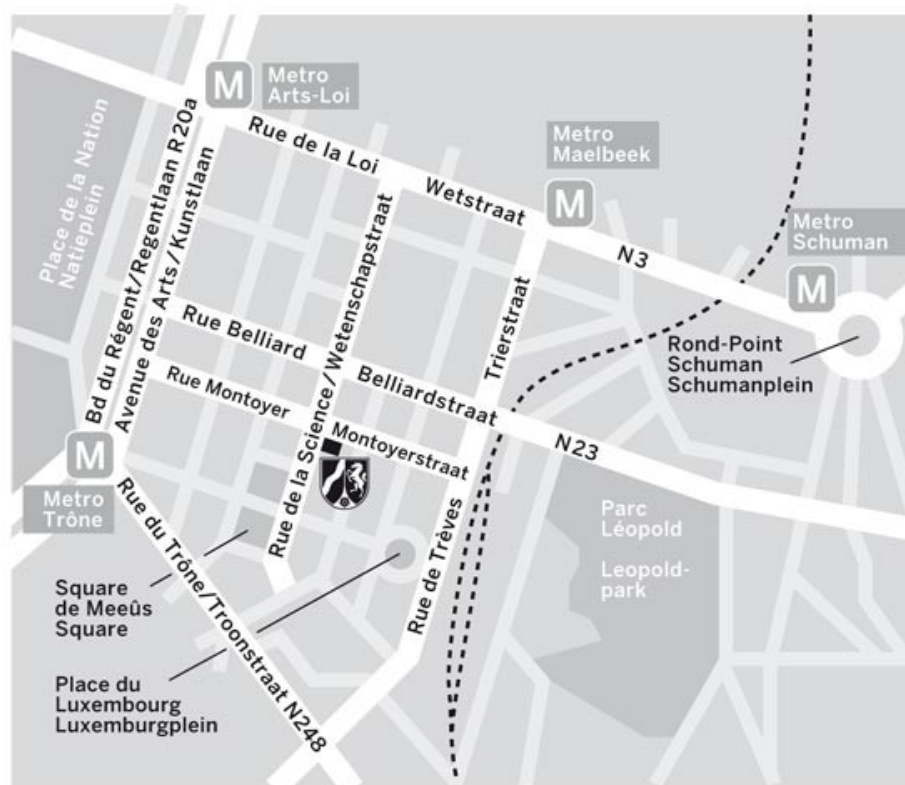 M
Metro
Arts-Loi
Place de la Nation
Natieplein
Bd du Régent/Regentlaan R20a
Avenue des Arts/Kunstlaan
Rue de la Loi
Wetstraat
N3
Metro
Maelbeek
M
Metro
Schuman
M
Rond-Point
Schuman
Schumanplein
Rue Belliard
Belliardstraat
N23
Rue Montoyer
Montoyerstraat
Rue de la Science/Wetenschapstraat
Trierstraat
Rue de Trèves
M
Metro
Trône
Rue du Trône/Troonstraat N248
Parc
Léopold
Leopold-
park
Square
de Meeûs
Square
Place du
Luxembourg
Luxemburgplein